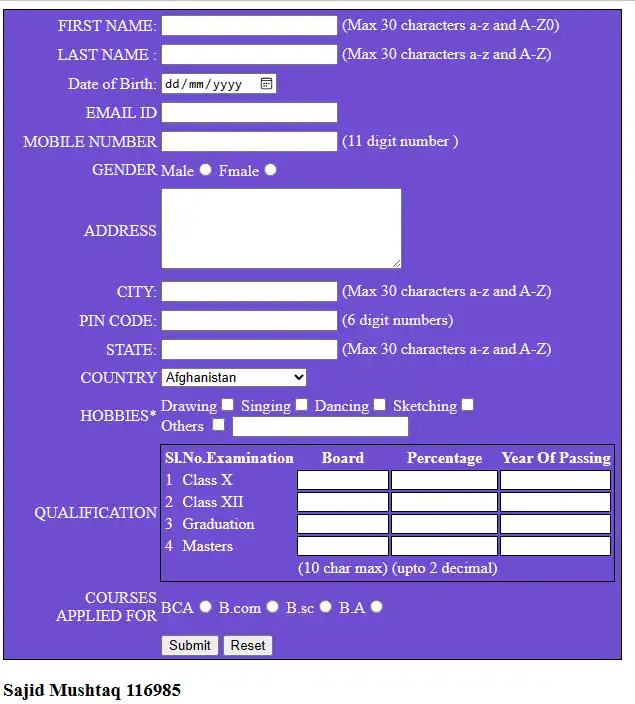 FIRST NAME: (Max 30 characters a-z and A-Z0)
LAST NAME : (Max 30 characters a-z and A-Z)
Date of Birth: dd/mm/yyyy
EMAIL ID
MOBILE NUMBER (11 digit number )
GENDER Male Fmale
ADDRESS
CITY: (Max 30 characters a-z and A-Z)
PIN CODE: (6 digit numbers)
STATE: (Max 30 characters a-z and A-Z)
COUNTRY Afghanistan
HOBBIES* Drawing Singing Dancing Sketching
Others
QUALIFICATION
Sl.No.Examination Board Percentage Year Of Passing
1 Class X
2 Class XII
3 Graduation
4 Masters
(10 char max) (upto 2 decimal)
COURSES
APPLIED FOR
BCA B.com B.sc B.A
Submit Reset
Sajid Mushtaq 116985